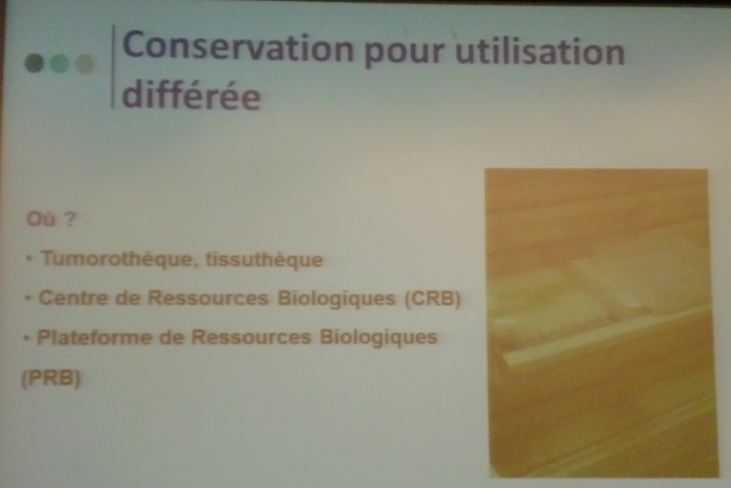 Conservation pour utilisation
différée
Où ?
• Tumorothèque, tissuthèque
• Centre de Ressources Biologiques (CRB)
• Plateforme de Ressources Biologiques
(PRB)